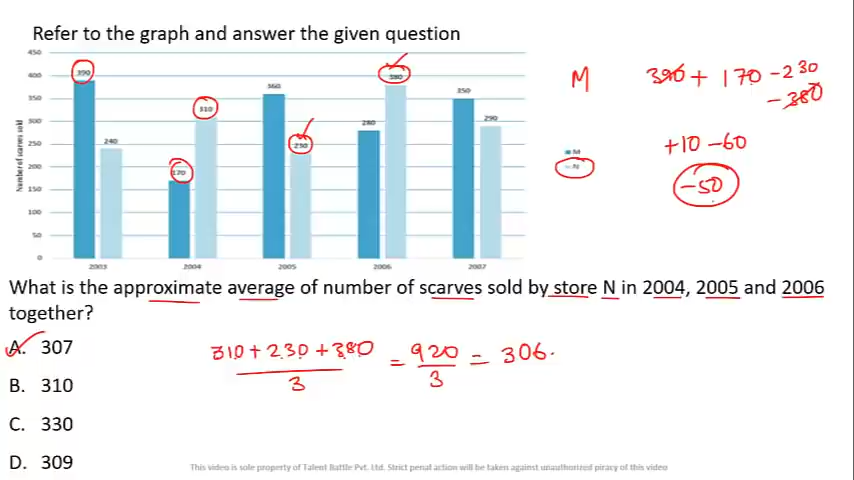 Refer to the graph and answer the given question
450
400
350
300
250
200
150
100
50
0
Number of scarves sold
390
240
170
310
360
230
280
380
350
290
2003
2004
2005
2006
2007
M
N
M 390 + 170 - 230
- 380
+10 - 60
- 50
What is the approximate average of number of scarves sold by store N in 2004, 2005 and 2006
together?
A. 307
B. 310
C. 330
D. 309
310 + 230 + 380 = 920 = 306.
3 3
This video is sole property of Talent Battle Pvt. Ltd. Strict penal action will be taken against unauthorized piracy of this video